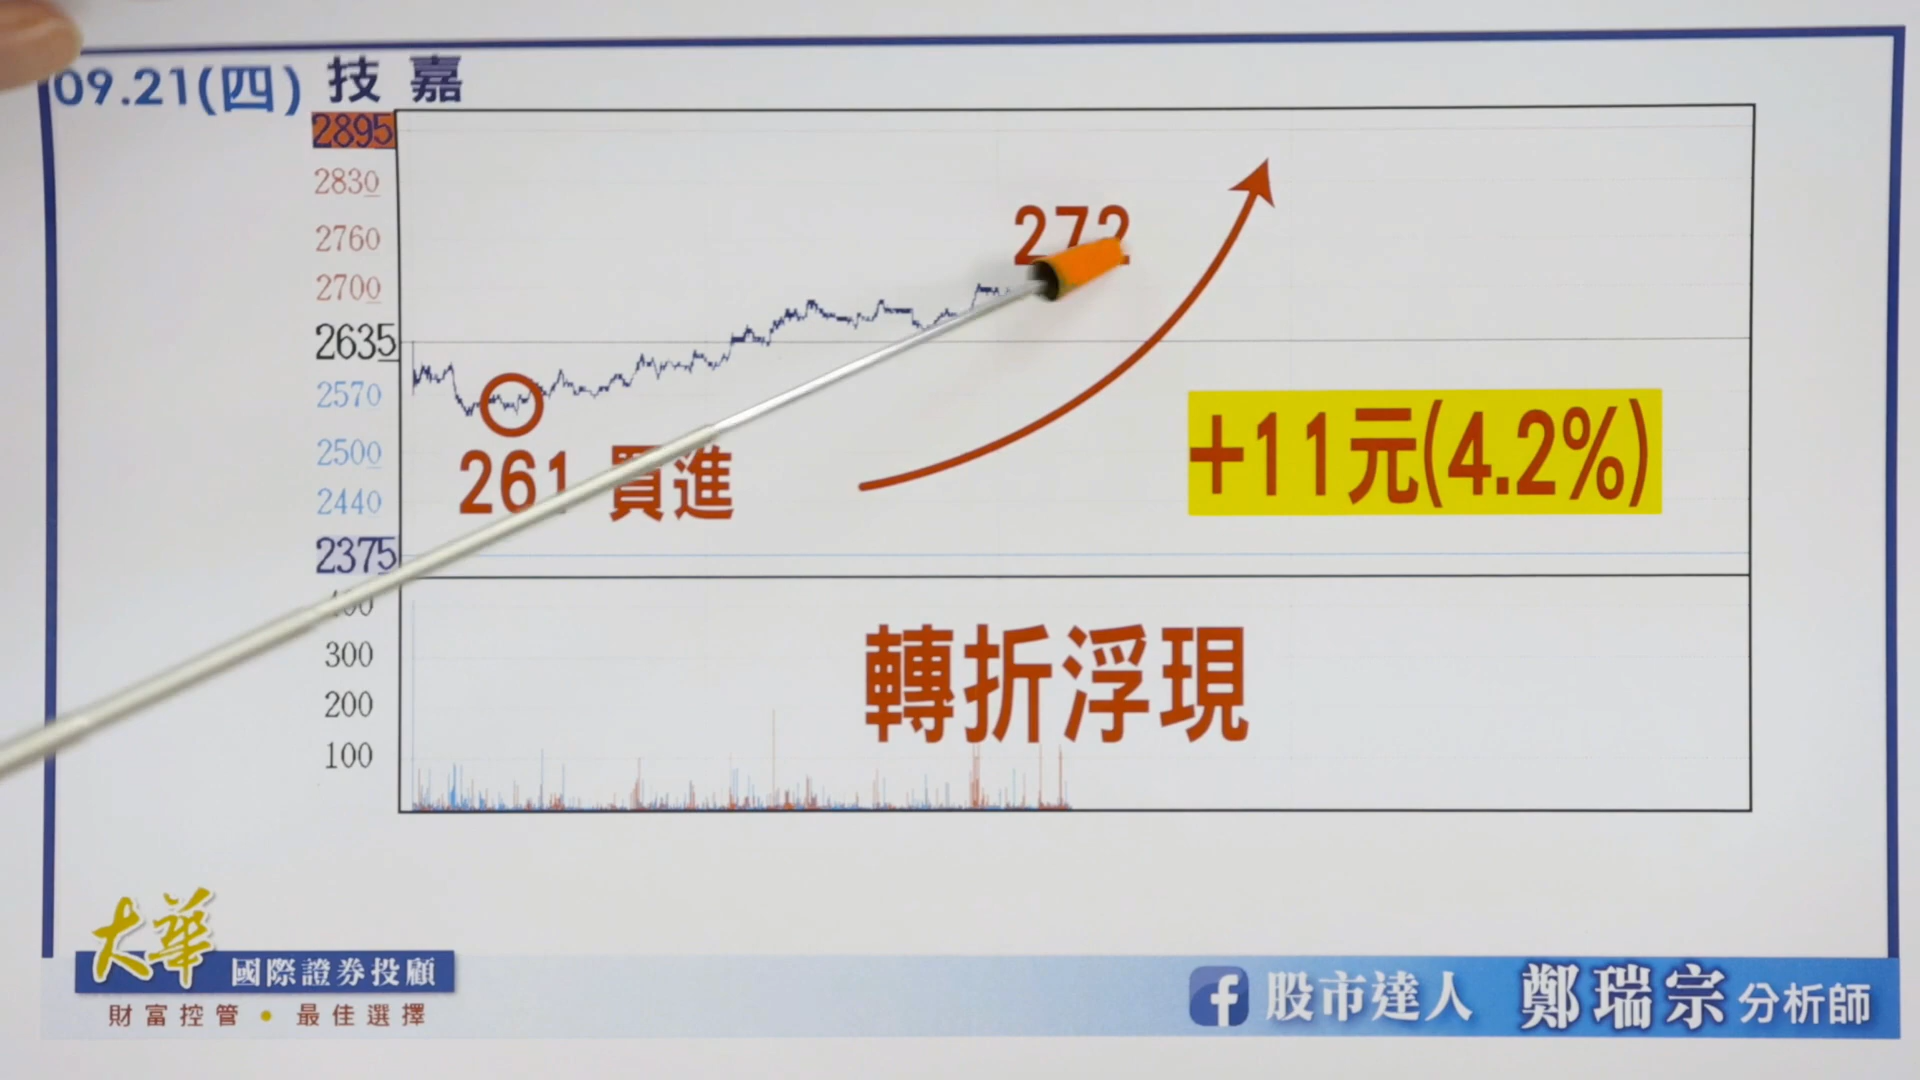 09.21(四) 技嘉
2895
2830
2760
2700
2635
2570
2500
2440
2375
400
300
200
100
272
261 買進
+11元(4.2%)
轉折浮現
大華
國際證券投顧
財富控管•最佳選擇
f 股市達人 鄭瑞宗 分析師